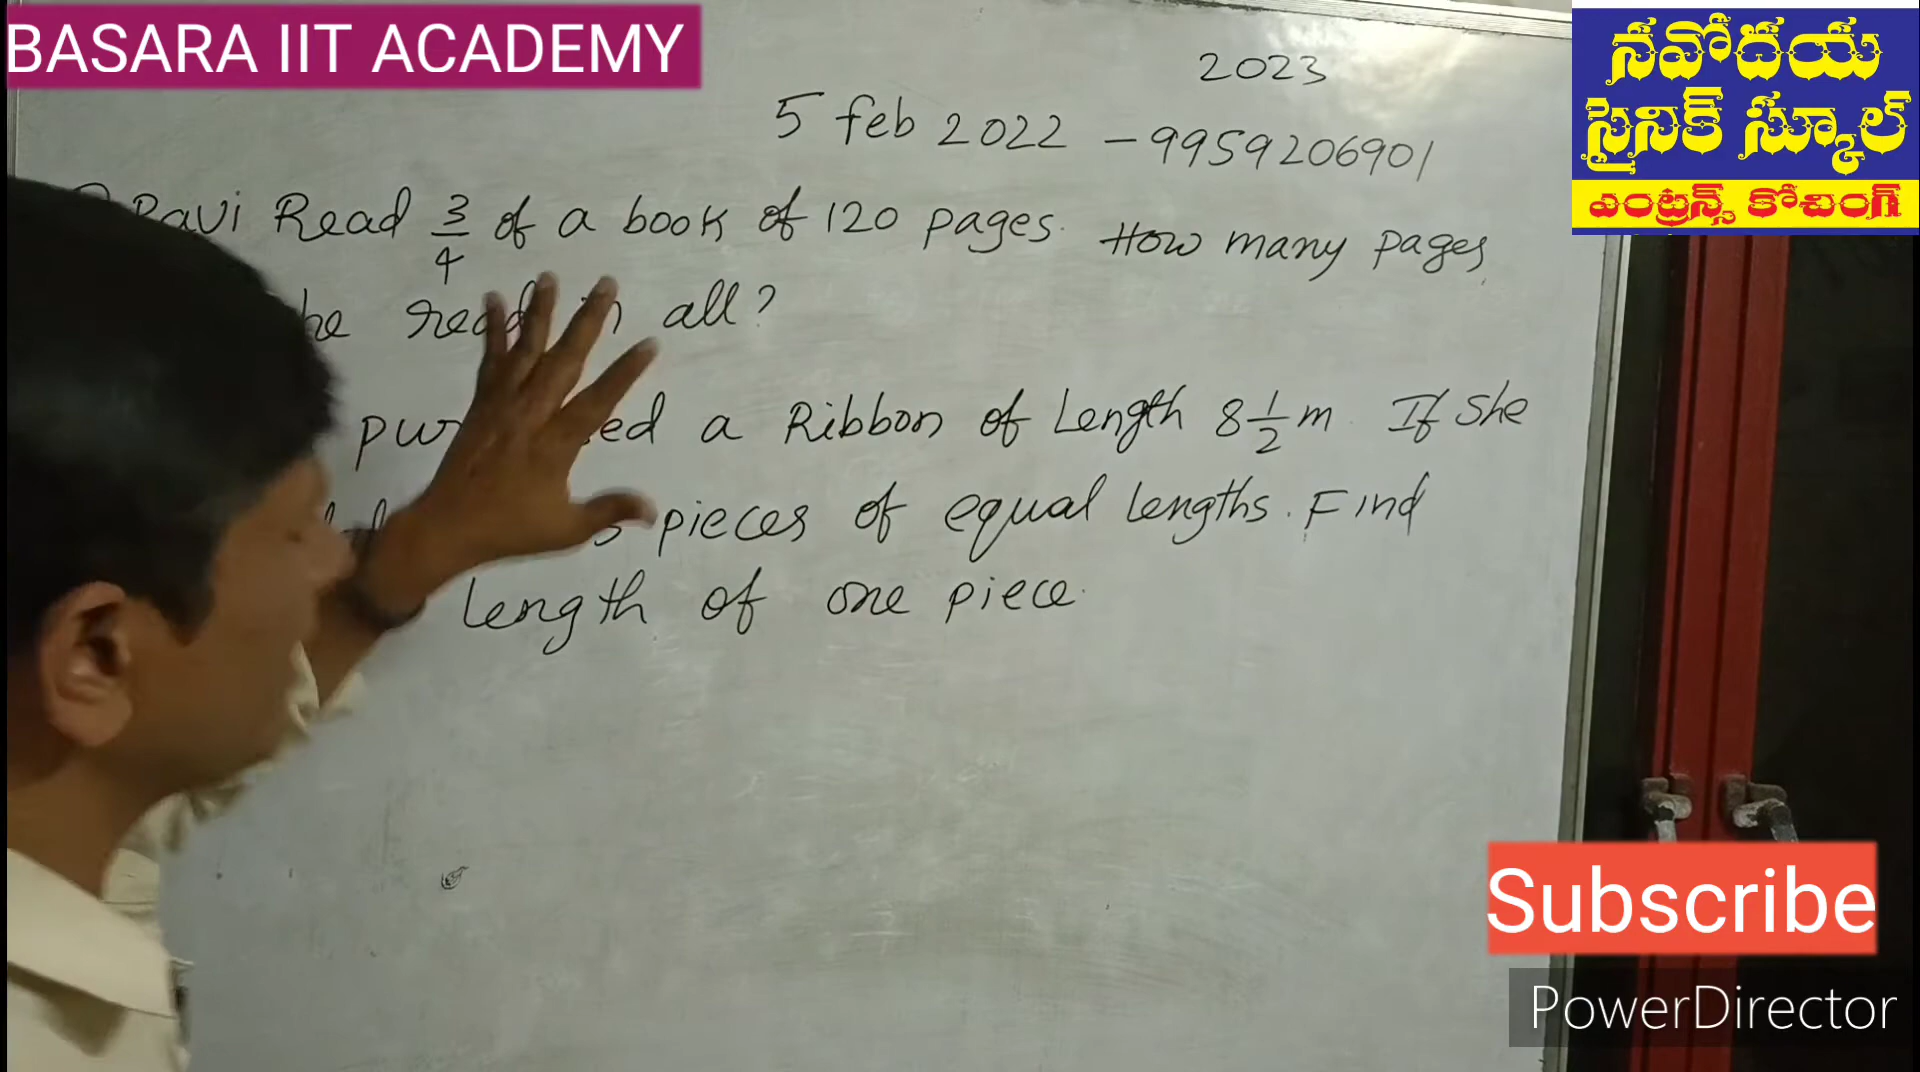 BASARA IIT ACADEMY
నవోదయ
సైనిక్ స్కూల్
ఎంట్రన్స్ కోచింగ్
2023
5 feb 2022 - 9959206901
Ravi Read 3/4 of a book of 120 pages. How many pages
he read in all?
a Ribbon of Length 8 1/2 m. If She
pieces of equal lengths. Find
length of one piece.
Subscribe
PowerDirector